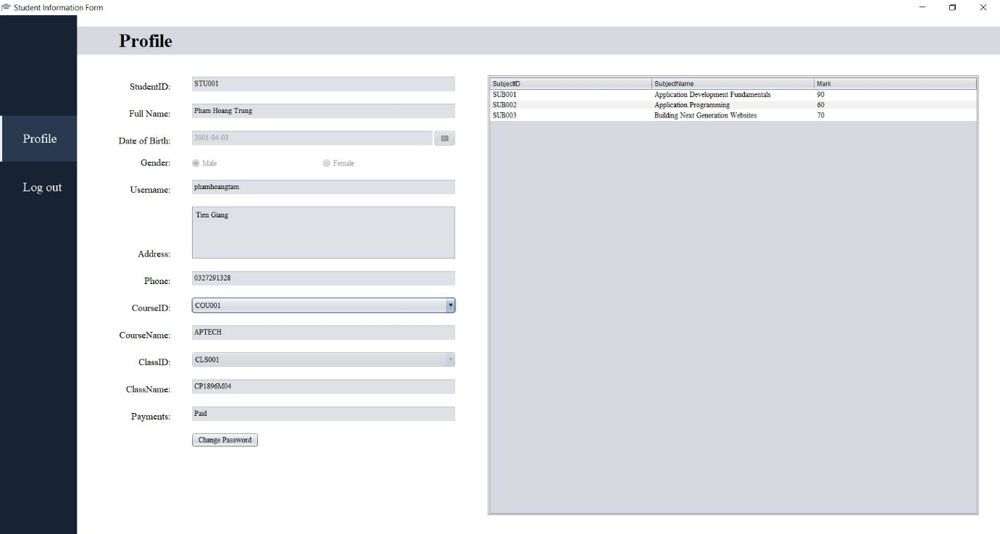 Student Information Form
Profile
Profile
Log out
StudentID: STU001
Full Name: Pham Hoang Trung
Date of Birth: 2001-04-03
Gender: Male Female
Username: phamhoangtam
Address: Tien Giang
Phone: 0327291328
CourseID: COU001
CourseName: APTECH
ClassID: CLS001
ClassName: CP1896M04
Payments: Paid
Change Password
SubjectID SubjectName Mark
SUB001 Application Development Fundamentals 90
SUB002 Application Programming 60
SUB003 Building Next Generation Websites 70